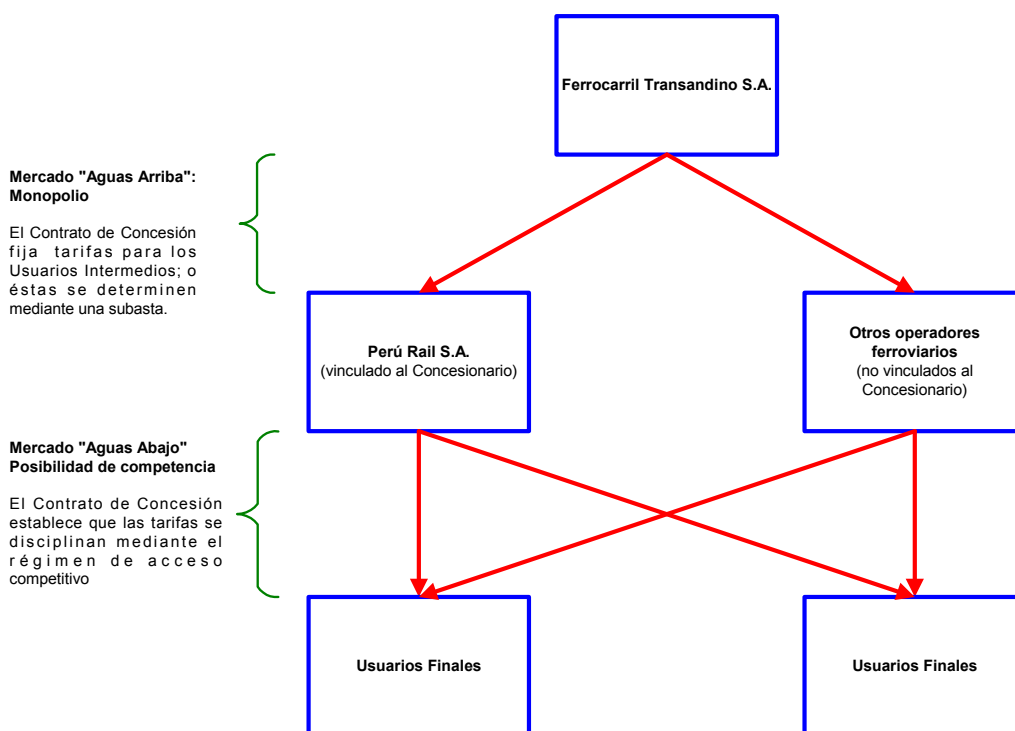 Ferrocarril Transandino S.A.
Mercado "Aguas Arriba":
Monopolio
El Contrato de Concesión
fija tarifas para los
Usuarios Intermedios; o
éstas se determinen
mediante una subasta.
Perú Rail S.A.
(vinculado al Concesionario)
Otros operadores
ferroviarios
(no vinculados al
Concesionario)
Mercado "Aguas Abajo"
Posibilidad de competencia
El Contrato de Concesión
establece que las tarifas se
disciplinan mediante el
régimen de acceso
competitivo
Usuarios Finales
Usuarios Finales